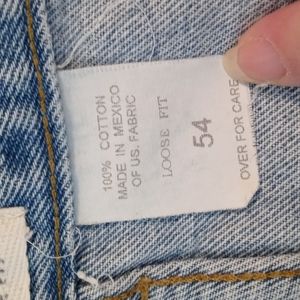 100% COTTON
MADE IN MEXICO
OF US. FABRIC
LOOSE FIT
54
OVER FOR CARE